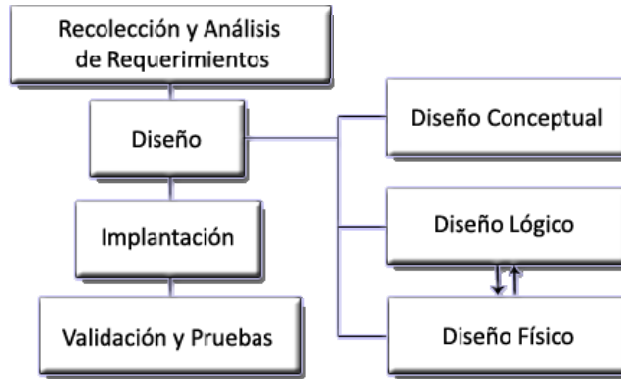 Recolección y Análisis
de Requerimientos
Diseño
Implantación
Validación y Pruebas
Diseño Conceptual
Diseño Lógico
Diseño Físico